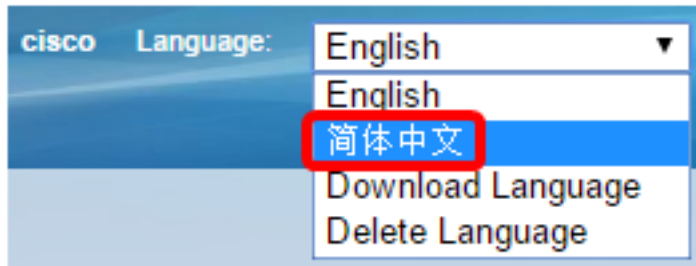 cisco Language: English
English
简体中文
Download Language
Delete Language